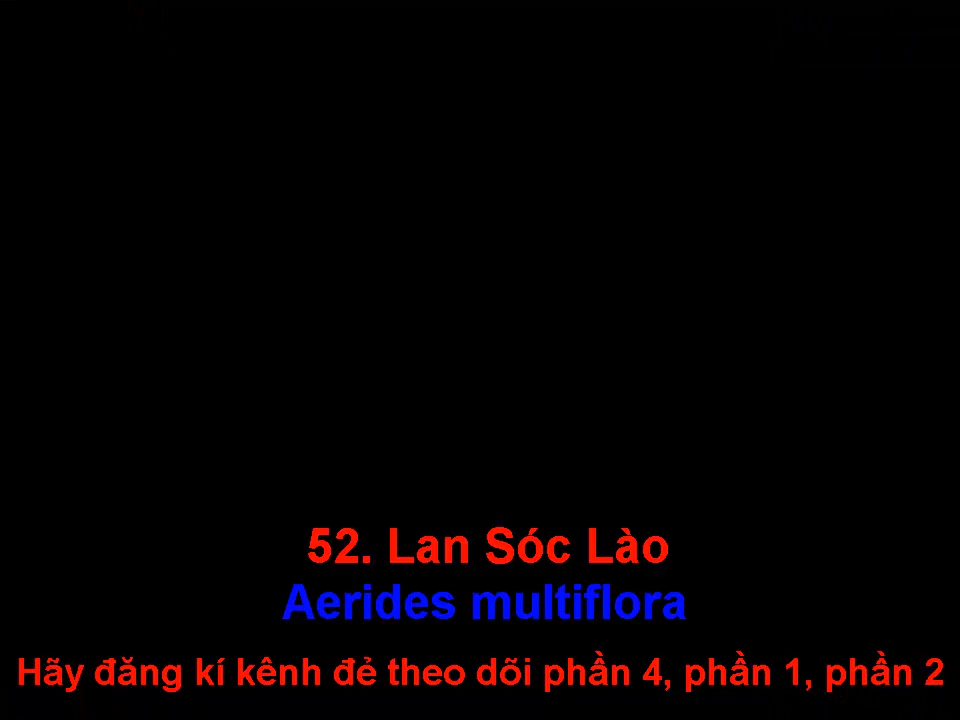 52. Lan Sóc Lào
Aerides multiflora
Hãy đăng kí kênh đẻ theo dõi phần 4, phần 1, phần 2